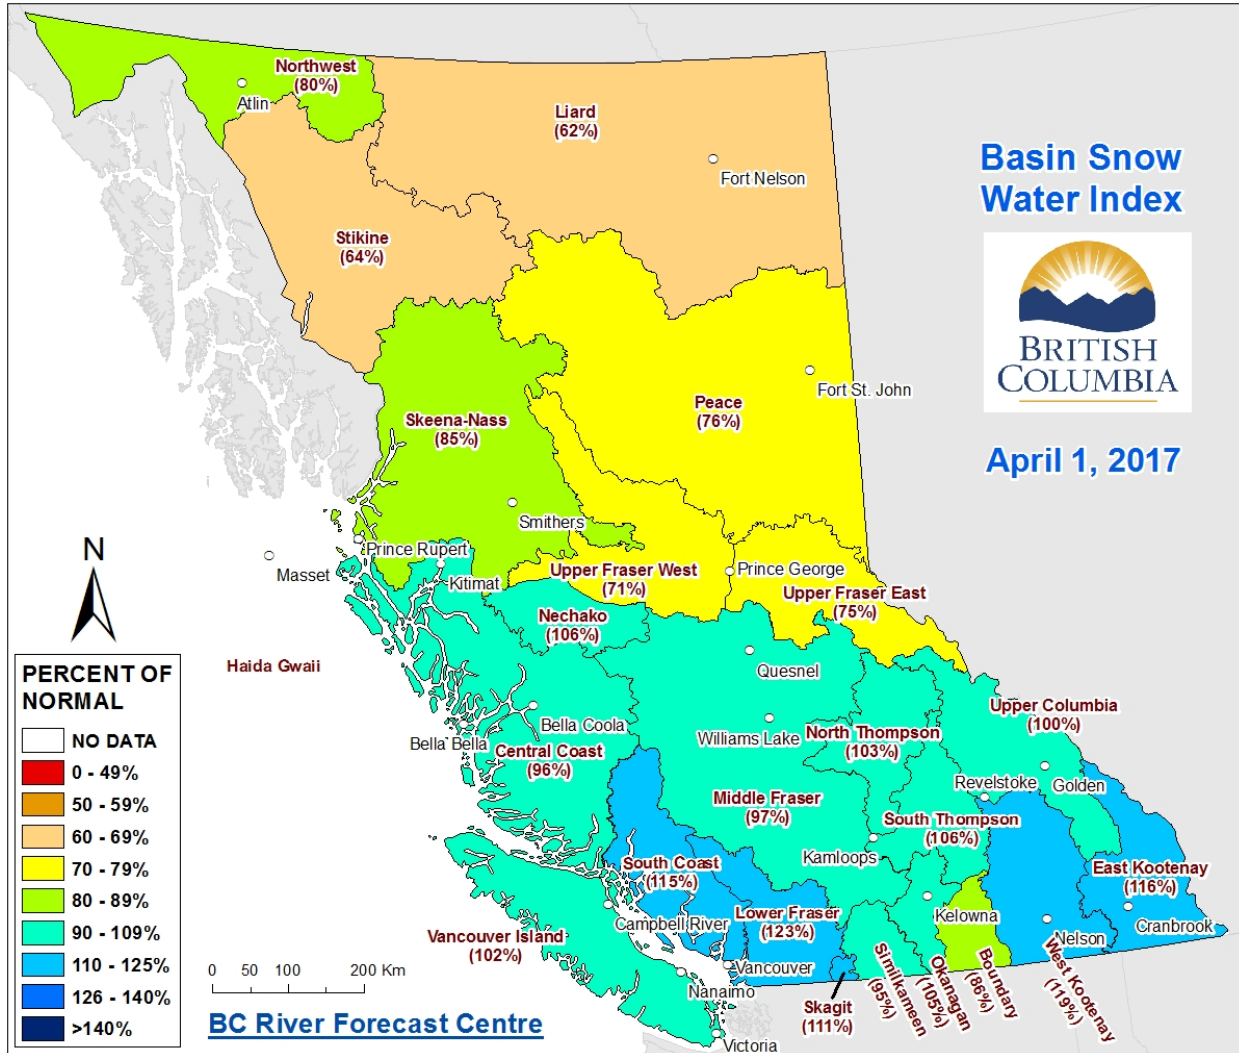 Northwest
(80%)
Atlin
Liard
(62%)
Fort Nelson
Basin Snow
Water Index
BRITISH
COLUMBIA
April 1, 2017
Stikine
(64%)
Fort St. John
Peace
(76%)
Skeena-Nass
(85%)
Smithers
Prince Rupert
Masset
Kitimat
Upper Fraser West
(71%)
Prince George
Upper Fraser East
(75%)
Nechako
(106%)
Quesnel
Haida Gwaii
Bella Coola
Bella Bella
Central Coast
(96%)
Williams Lake
North Thompson
(103%)
Upper Columbia
(100%)
Revelstoke
Golden
Middle Fraser
(97%)
South Thompson
(106%)
Kamloops
South Coast
(115%)
East Kootenay
(116%)
Cranbrook
Kelowna
Nelson
Lower Fraser
(123%)
Campbell River
Vancouver Island
(102%)
Vancouver
Nanaimo
Victoria
Skagit
(111%)
Similkameen
(95%)
Okanagan
(105%)
Boundary
(86%)
West Kootenay
(119%)
N
PERCENT OF
NORMAL
NO DATA
0 - 49%
50 - 59%
60 - 69%
70 - 79%
80 - 89%
90 - 109%
110 - 125%
126 - 140%
>140%
0 50 100 200 Km
BC River Forecast Centre